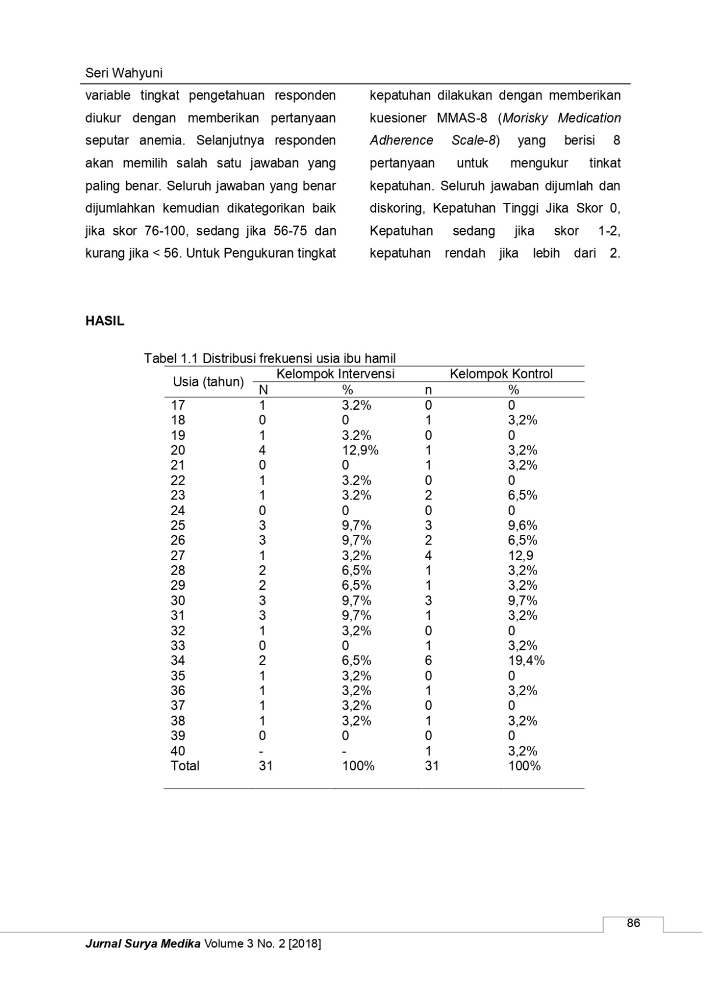 Seri Wahyuni
variable tingkat pengetahuan responden
diukur dengan memberikan pertanyaan
seputar anemia. Selanjutnya responden
akan memilih salah satu jawaban yang
paling benar. Seluruh jawaban yang benar
dijumlahkan kemudian dikategorikan baik
jika skor 76-100, sedang jika 56-75 dan
kurang jika < 56. Untuk Pengukuran tingkat
kepatuhan dilakukan dengan memberikan
kuesioner MMAS-8 (Morisky Medication
Adherence Scale-8) yang berisi 8
pertanyaan untuk mengukur tinkat
kepatuhan. Seluruh jawaban dijumlah dan
diskoring, Kepatuhan Tinggi Jika Skor 0,
Kepatuhan sedang jika skor 1-2,
kepatuhan rendah jika lebih dari 2.
HASIL
Tabel 1.1 Distribusi frekuensi usia ibu hamil
Usia (tahun) Kelompok Intervensi Kelompok Kontrol
N % n %
17 1 3.2% 0 0
18 0 0 1 3,2%
19 1 3.2% 0 0
20 4 12,9% 1 3,2%
21 0 0 1 3,2%
22 1 3.2% 0 0
23 1 3.2% 2 6,5%
24 0 0 0 0
25 3 9,7% 3 9,6%
26 3 9,7% 2 6,5%
27 1 3,2% 4 12,9
28 2 6,5% 1 3,2%
29 2 6,5% 1 3,2%
30 3 9,7% 3 9,7%
31 3 9,7% 1 3,2%
32 1 3,2% 0 0
33 0 0 1 3,2%
34 2 6,5% 6 19,4%
35 1 3,2% 0 0
36 1 3,2% 1 3,2%
37 1 3,2% 0 0
38 1 3,2% 1 3,2%
39 0 0 0 0
40 - - 1 3,2%
Total 31 100% 31 100%
86
Jurnal Surya Medika Volume 3 No. 2 [2018]